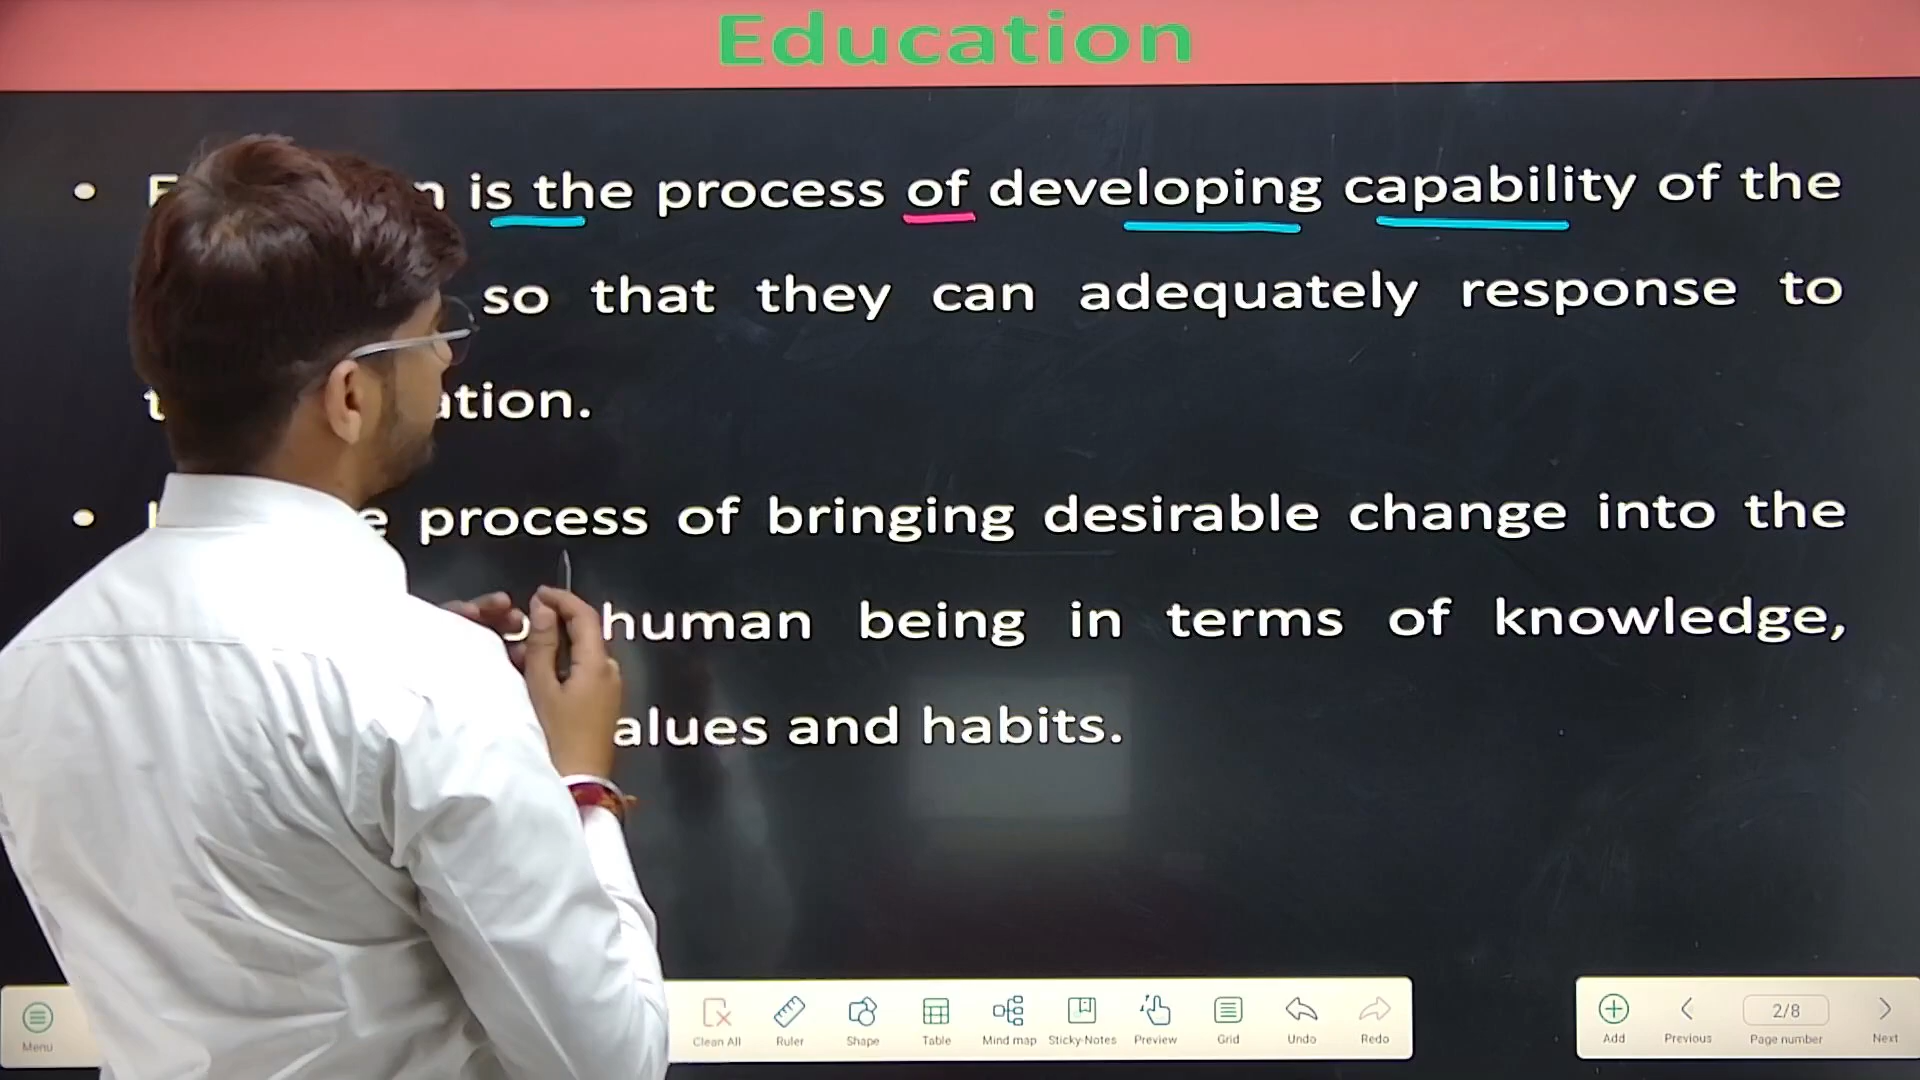 Education
• is the process of developing capability of the
so that they can adequately response to
• process of bringing desirable change into the
human being in terms of knowledge,
and habits.
Menu Clean All Ruler Shape Table Mind map Sticky-Notes Preview Grid Undo Redo Add Previous 2/8 Page number Next